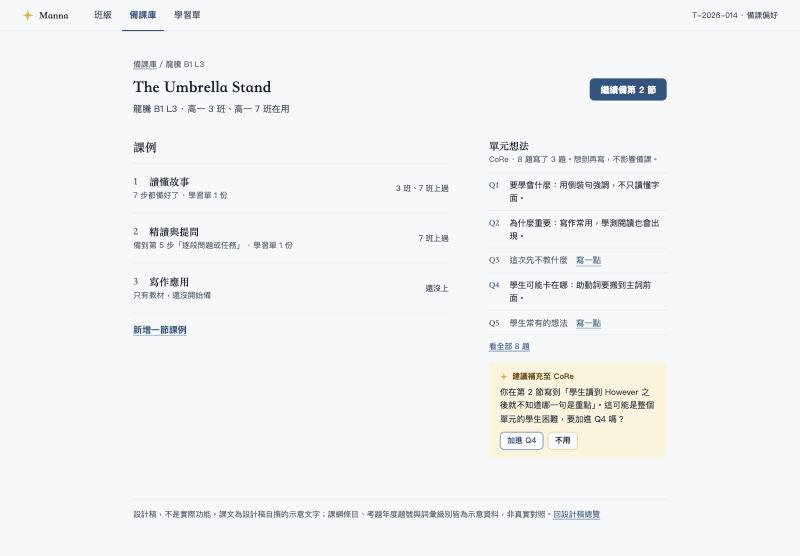 Manna
班級
備課庫
學習單
T-2026-014・備課偏好
備課庫 / 龍騰 B1 L3
The Umbrella Stand
龍騰 B1 L3・高一 3 班、高一 7 班在用
繼續備第 2 節
課例
1 讀懂故事
7 步都備好了・學習單 1 份
3 班、7 班上過
2 精讀與提問
備到第 5 步「逐段問題或任務」・學習單 1 份
7 班上過
3 寫作應用
只有教材，還沒開始備
還沒上
新增一節課例
單元想法
CoRe・8 題寫了 3 題。想到再寫，不影響備課。
Q1 要學會什麼：用倒裝句強調，不只讀懂字
面。
Q2 為什麼重要：寫作常用，學測閱讀也會出
現。
Q3 這次先不教什麼 寫一點
Q4 學生可能卡在哪：助動詞要搬到主詞前
面。
Q5 學生常有的想法 寫一點
看全部 8 題
建議補充至 CoRe
你在第 2 節寫到「學生讀到 However 之
後就不知道哪一句是重點」。這可能是整個
單元的學生困難，要加進 Q4 嗎？
加進 Q4
不用
設計稿，不是實際功能。課文為設計稿自撰的示意文字；課綱條目、考題年度題號與詞彙級別皆為示意資料，非真實對照。回設計稿總覽